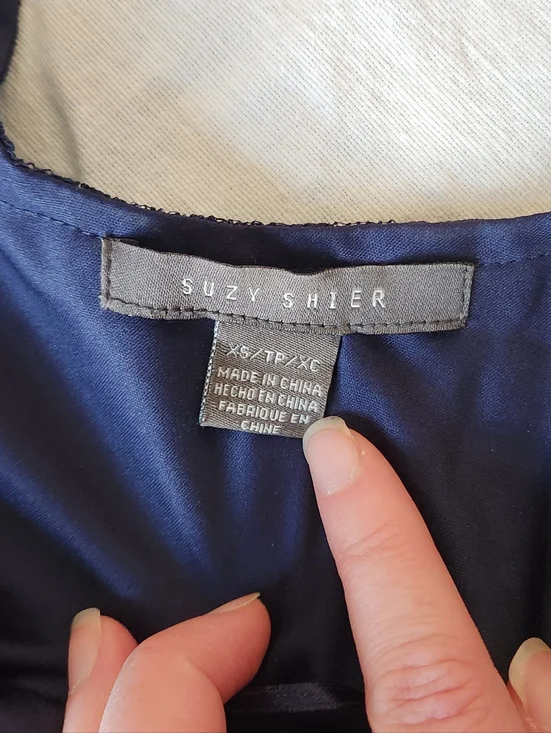 SUZY SHIER
XS/TP/XC
MADE IN CHINA
HECHO EN CHINA
FABRIQUE EN
CHINE